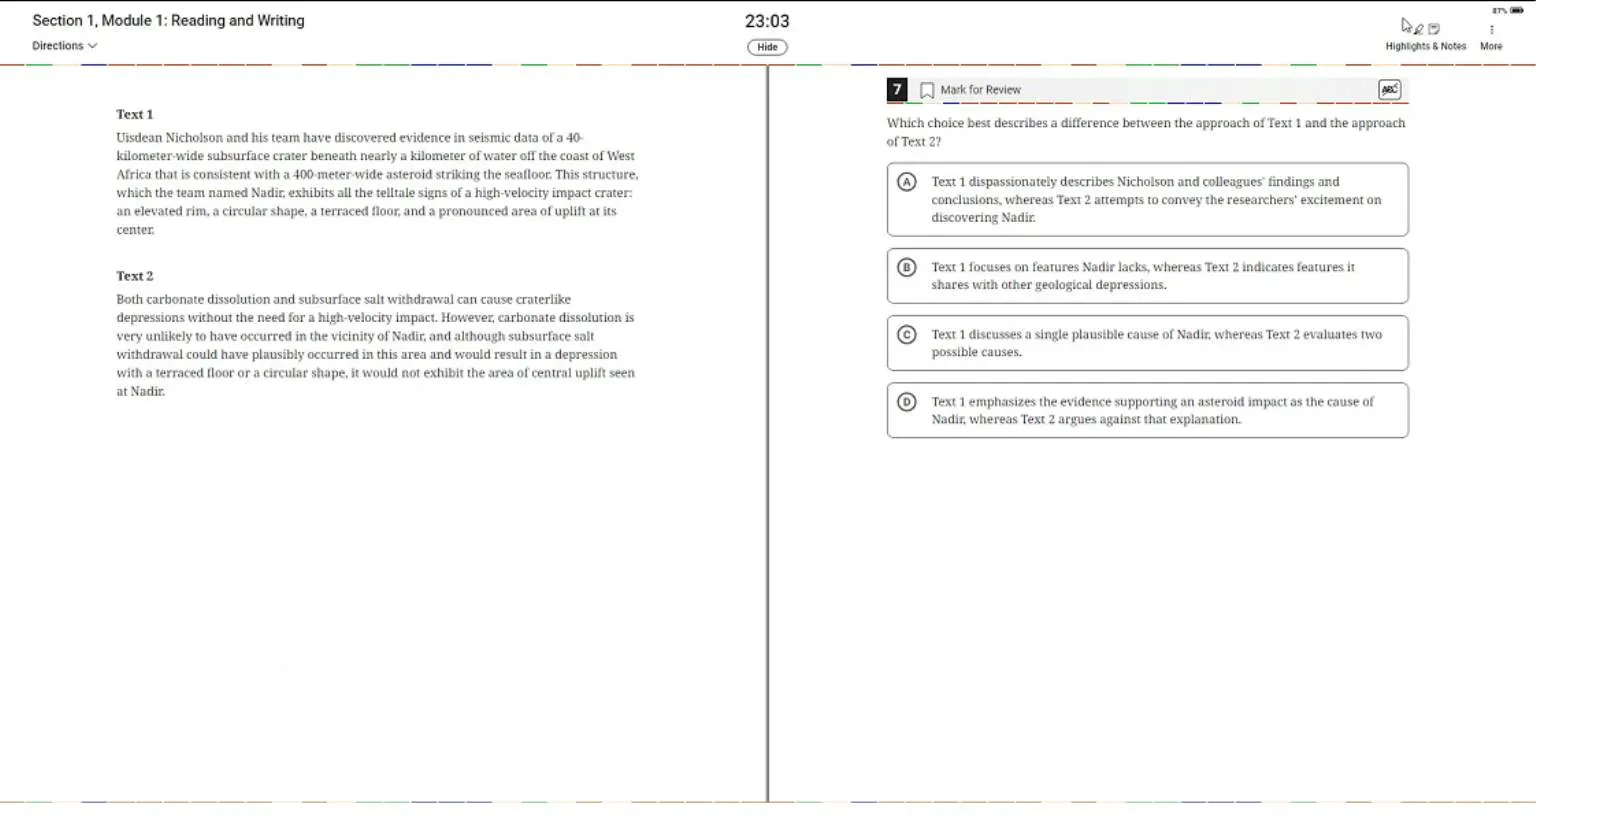 Section 1, Module 1: Reading and Writing
Directions
23:03
Hide
87%
Highlights & Notes
More
Text 1
Uisdean Nicholson and his team have discovered evidence in seismic data of a 40-
kilometer-wide subsurface crater beneath nearly a kilometer of water off the coast of West
Africa that is consistent with a 400-meter-wide asteroid striking the seafloor. This structure,
which the team named Nadir, exhibits all the telltale signs of a high-velocity impact crater:
an elevated rim, a circular shape, a terraced floor, and a pronounced area of uplift at its
center.
Text 2
Both carbonate dissolution and subsurface salt withdrawal can cause craterlike
depressions without the need for a high-velocity impact. However, carbonate dissolution is
very unlikely to have occurred in the vicinity of Nadir, and although subsurface salt
withdrawal could have plausibly occurred in this area and would result in a depression
with a terraced floor or a circular shape, it would not exhibit the area of central uplift seen
at Nadir.
7
Mark for Review
ABC
Which choice best describes a difference between the approach of Text 1 and the approach
of Text 2?
A Text 1 dispassionately describes Nicholson and colleagues' findings and
conclusions, whereas Text 2 attempts to convey the researchers' excitement on
discovering Nadir.
B Text 1 focuses on features Nadir lacks, whereas Text 2 indicates features it
shares with other geological depressions.
C Text 1 discusses a single plausible cause of Nadir, whereas Text 2 evaluates two
possible causes.
D Text 1 emphasizes the evidence supporting an asteroid impact as the cause of
Nadir, whereas Text 2 argues against that explanation.